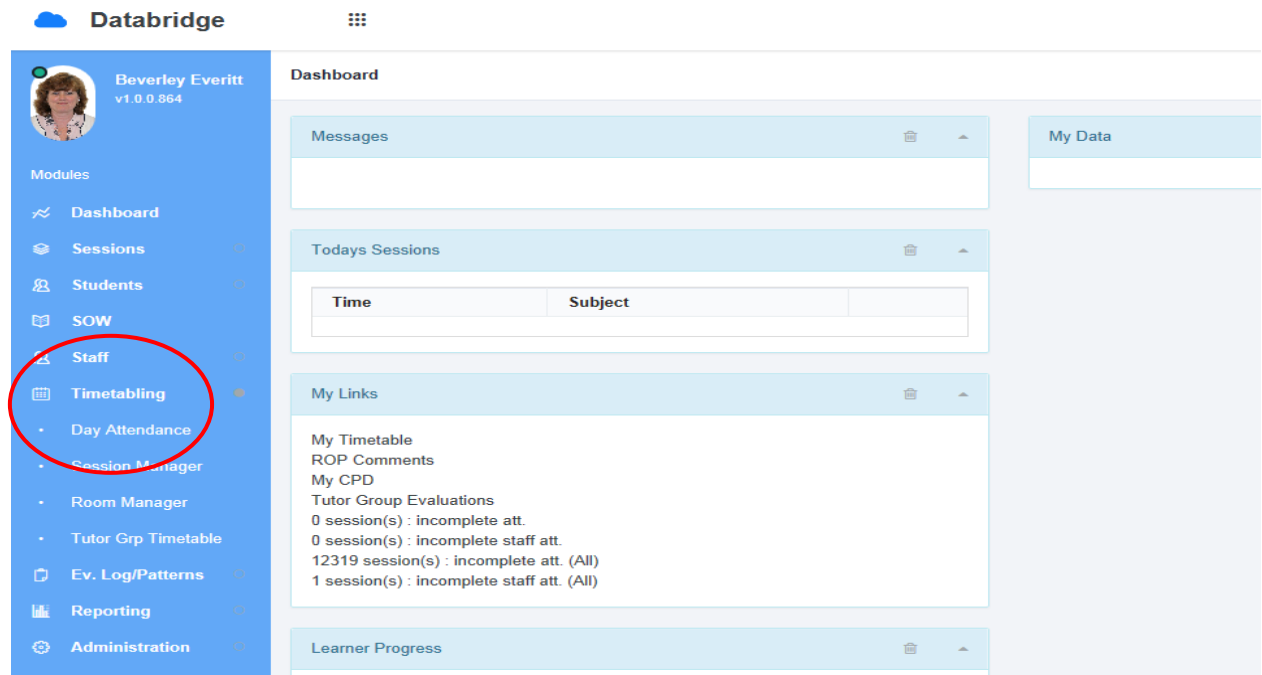 Databridge
Beverley Everitt
v1.0.0.864
Modules
Dashboard
Sessions
Students
SOW
Staff
Timetabling
Day Attendance
Session Manager
Room Manager
Tutor Grp Timetable
Ev. Log/Patterns
Reporting
Administration
Dashboard
Messages
Todays Sessions
Time Subject
My Links
My Timetable
ROP Comments
My CPD
Tutor Group Evaluations
0 session(s) : incomplete att.
0 session(s) : incomplete staff att.
12319 session(s) : incomplete att. (All)
1 session(s) : incomplete staff att. (All)
Learner Progress
My Data